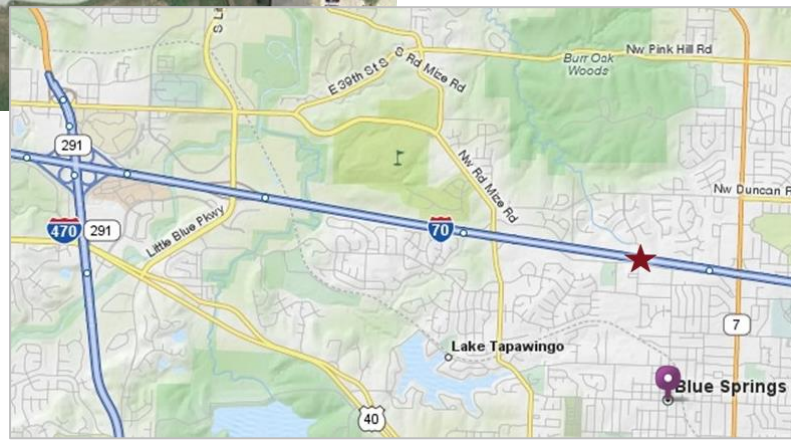 S Li
Nw Pink Hill Rd
Burr Oak
Woods
E 39th St S
S Rd Mize Rd
291
Nw Rd Mize Rd
Nw Duncan R
470
291
Little Blue Pkwy
70
7
Lake Tapawingo
Blue Springs
40